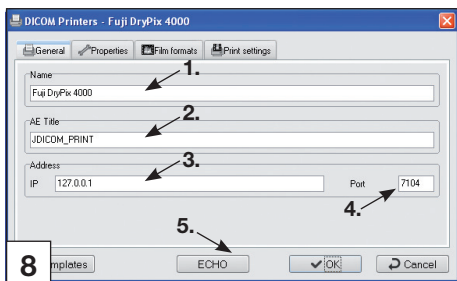 DICOM Printers - Fuji DryPix 4000
General Properties Film formats Print settings
1.
Name
Fuji DryPix 4000
2.
AE Title
JDICOM_PRINT
3.
Address
IP 127.0.0.1 Port 7104
4.
5.
8 mplates ECHO OK Cancel